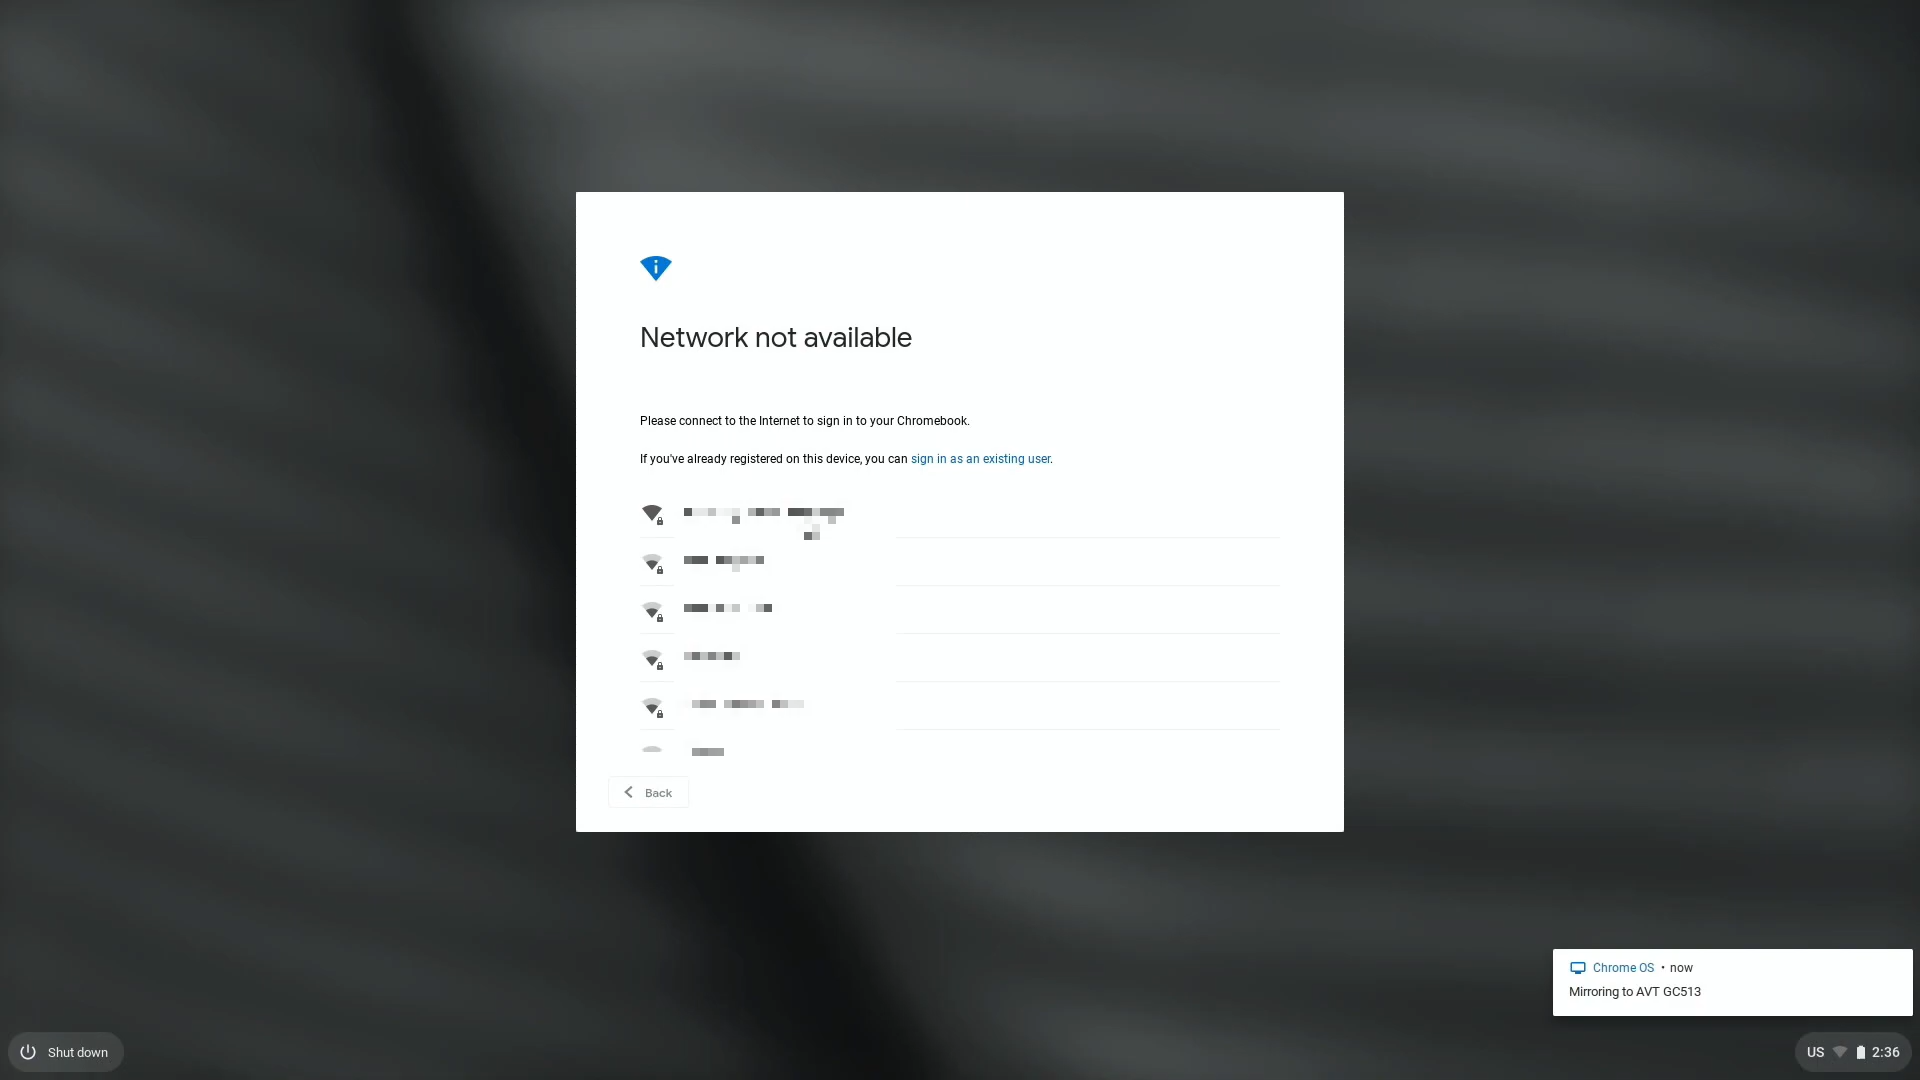 Network not available
Please connect to the Internet to sign in to your Chromebook.
If you've already registered on this device, you can sign in as an existing user.
Back
Chrome OS • now
Mirroring to AVT GC513
Shut down
US 2:36